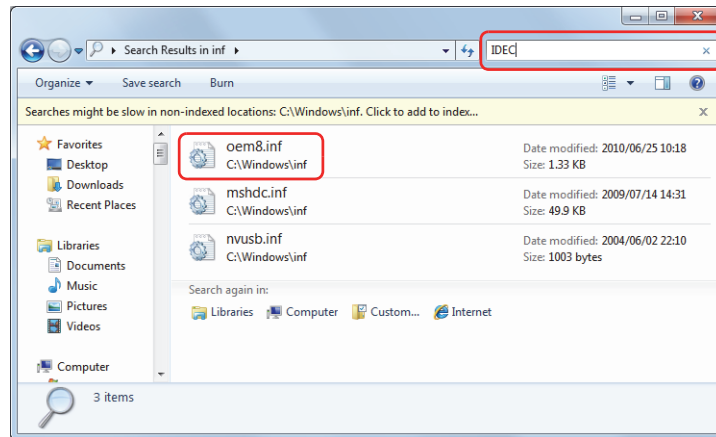 Search Results in inf
IDEC
Organize Save search Burn
Searches might be slow in non-indexed locations: C:\Windows\inf. Click to add to index...
Favorites
Desktop
Downloads
Recent Places
Libraries
Documents
Music
Pictures
Videos
Computer
oem8.inf
C:\Windows\inf
Date modified: 2010/06/25 10:18
Size: 1.33 KB
mshdc.inf
C:\Windows\inf
Date modified: 2009/07/14 14:31
Size: 49.9 KB
nvusb.inf
C:\Windows\inf
Date modified: 2004/06/02 22:10
Size: 1003 bytes
Search again in:
Libraries Computer Custom... Internet
3 items